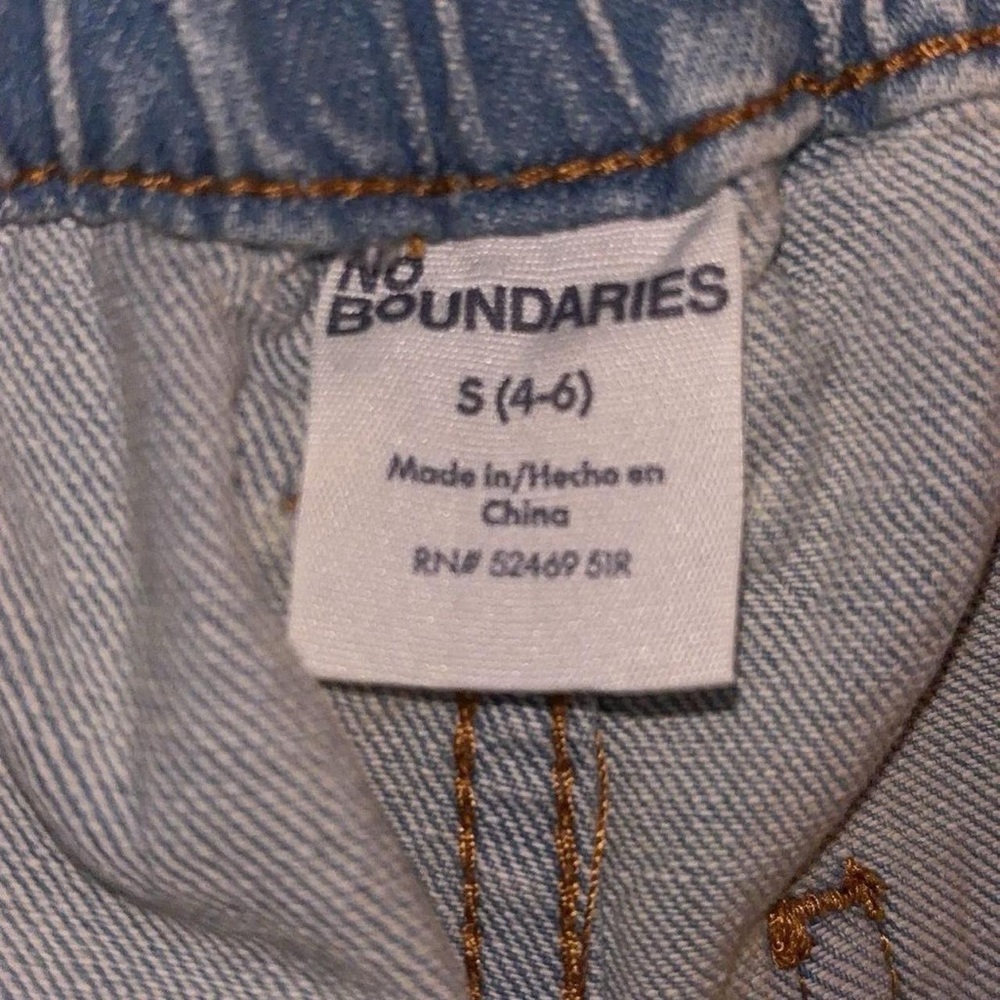 NO
BOUNDARIES
S (4-6)
Made in/Hecho en
China
RN# 52469 51R